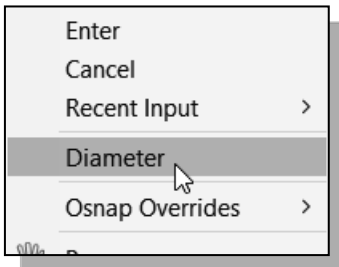 Enter
Cancel
Recent Input
Diameter
Osnap Overrides